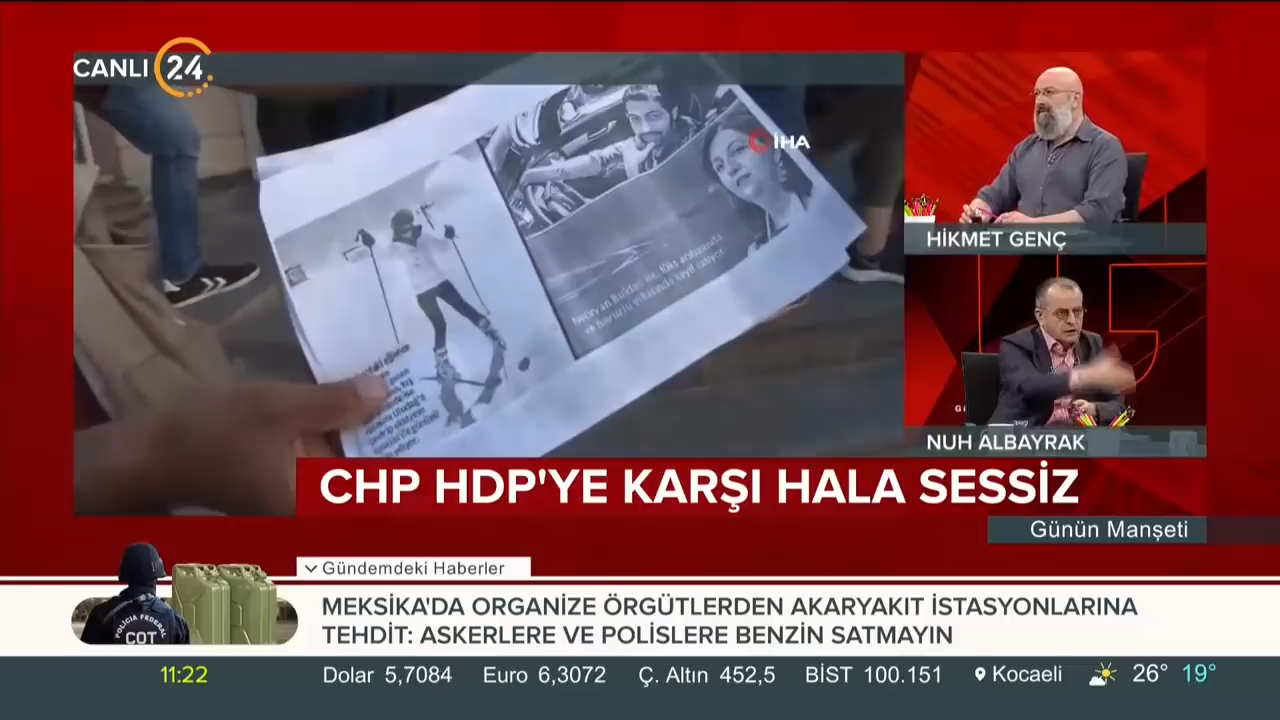 CANLI 24
İHA
HİKMET GENÇ
NUH ALBAYRAK
CHP HDP'YE KARŞI HALA SESSİZ
Günün Manşeti
Gündemdeki Haberler
MEKSİKA'DA ORGANİZE ÖRGÜTLERDEN AKARYAKIT İSTASYONLARINA
TEHDİT: ASKERLERE VE POLİSLERE BENZİN SATMAYIN
POLICIA FEDERAL
COT
11:22
Dolar 5,7084 Euro 6,3072 Ç. Altın 452,5 BİST 100.151 Kocaeli 26° 19°